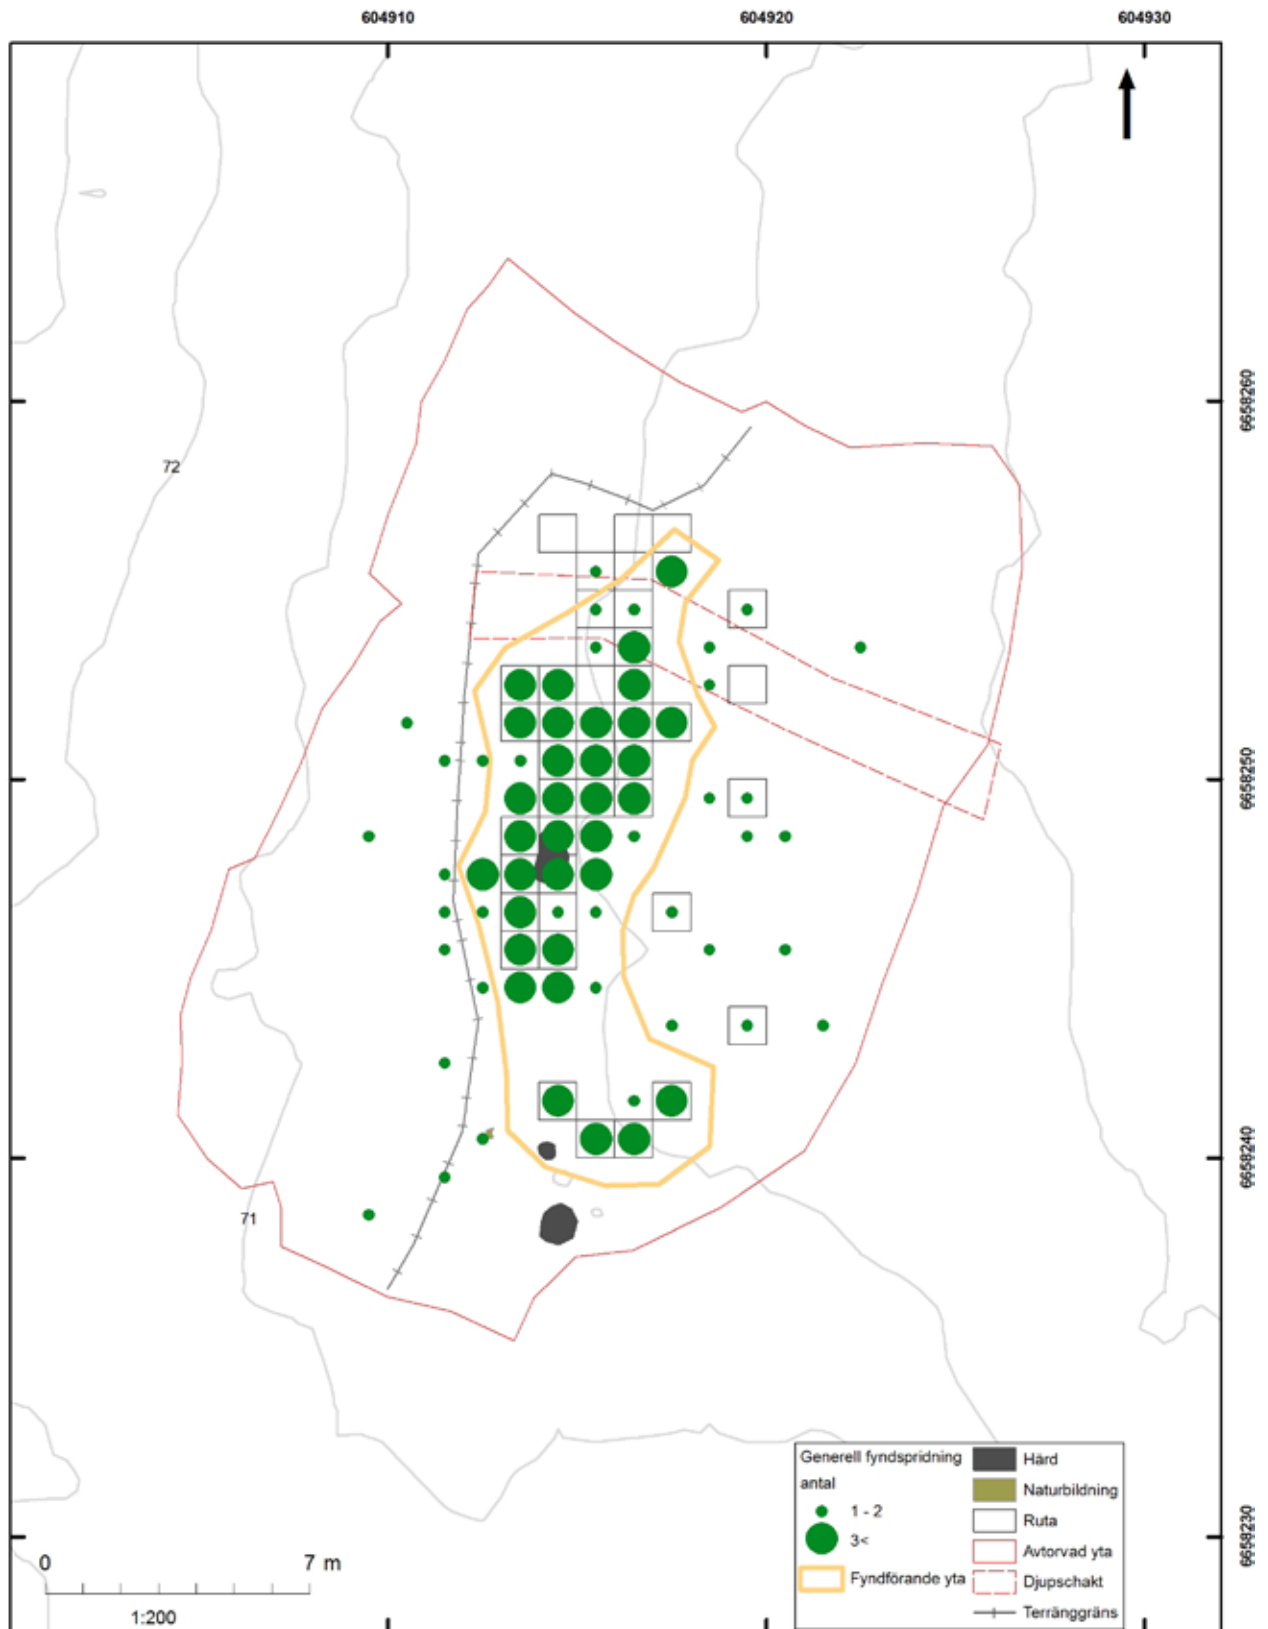 604910 604920 604930
6658260
72
6658250
6658240
71
6658230
Generell fyndspridning
antal
1 - 2
3<
Fyndförande yta
Härd
Naturbildning
Ruta
Avtorvad yta
Djupschakt
Terränggräns
0 7 m
1:200